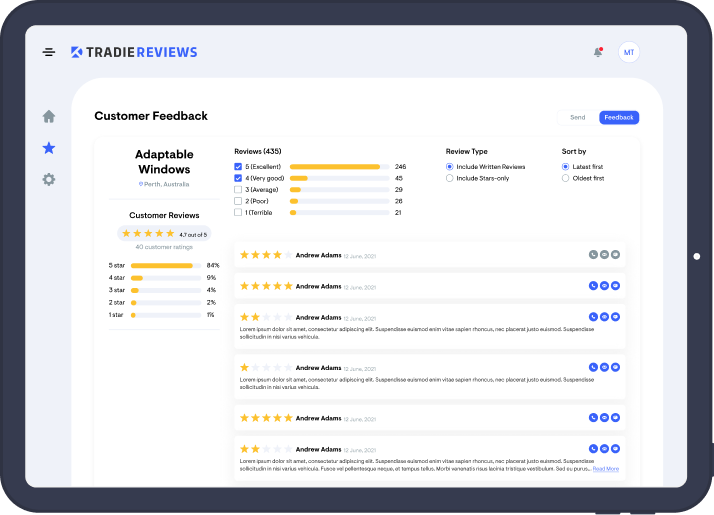 TRADIEREVIEWS
MT
Customer Feedback
Send
Feedback
Adaptable
Windows
Perth, Australia
Customer Reviews
4.7 out of 5
40 customer ratings
5 star 84%
4 star 9%
3 star 4%
2 star 2%
1 star 1%
Reviews (435)
5 (Excellent) 246
4 (Very good) 45
3 (Average) 29
2 (Poor) 26
1 (Terrible 21
Review Type
Include Written Reviews
Include Stars-only
Sort by
Latest first
Oldest first
Andrew Adams 12 June, 2021
Andrew Adams 12 June, 2021
Andrew Adams 12 June, 2021
Lorem ipsum dolor sit amet, consectetur adipiscing elit. Suspendisse euismod enim vitae sapien rhoncus, nec placerat justo euismod. Suspendisse
sollicitudin in nisi varius vehicula.
Andrew Adams 12 June, 2021
Lorem ipsum dolor sit amet, consectetur adipiscing elit. Suspendisse euismod enim vitae sapien rhoncus, nec placerat justo euismod. Suspendisse
sollicitudin in nisi varius vehicula.
Andrew Adams 12 June, 2021
Andrew Adams 12 June, 2021
Lorem ipsum dolor sit amet, consectetur adipiscing elit. Suspendisse euismod enim vitae sapien rhoncus, nec placerat justo euismod. Suspendisse
sollicitudin in nisi varius vehicula. Fusce vel pellentesque neque, at tempus tellus. Morbi venenatis risus lacinia tristique vestibulum. Sed eu purus... Read More